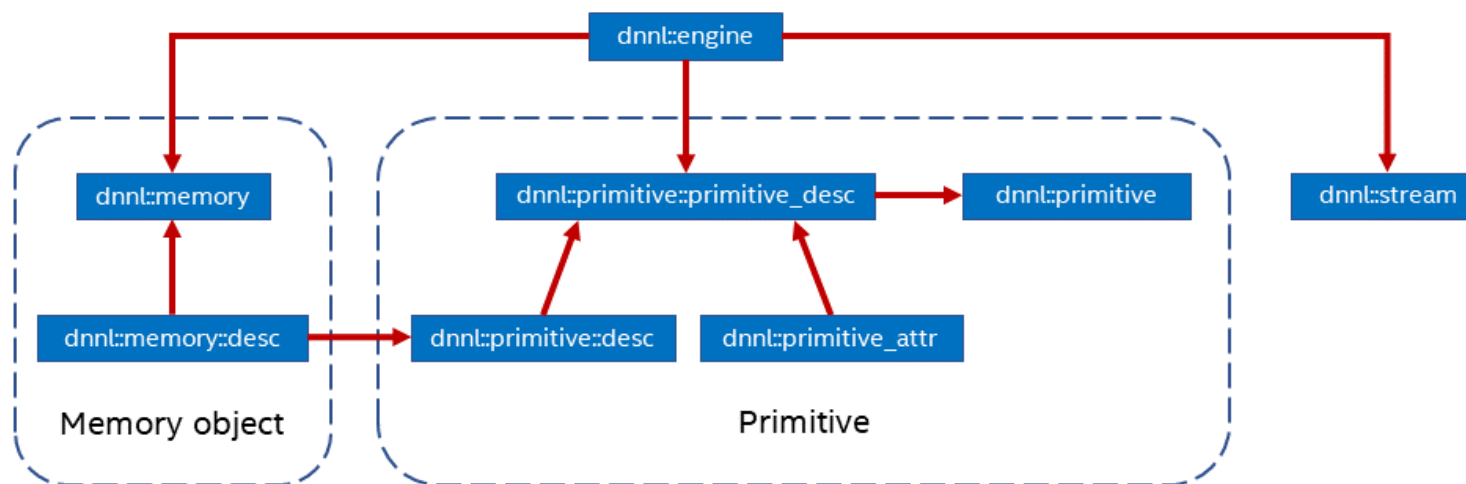 dnnl::engine
dnnl::memory
dnnl::primitive::primitive_desc
dnnl::primitive
dnnl::stream
dnnl::memory::desc
dnnl::primitive::desc
dnnl::primitive_attr
Memory object
Primitive